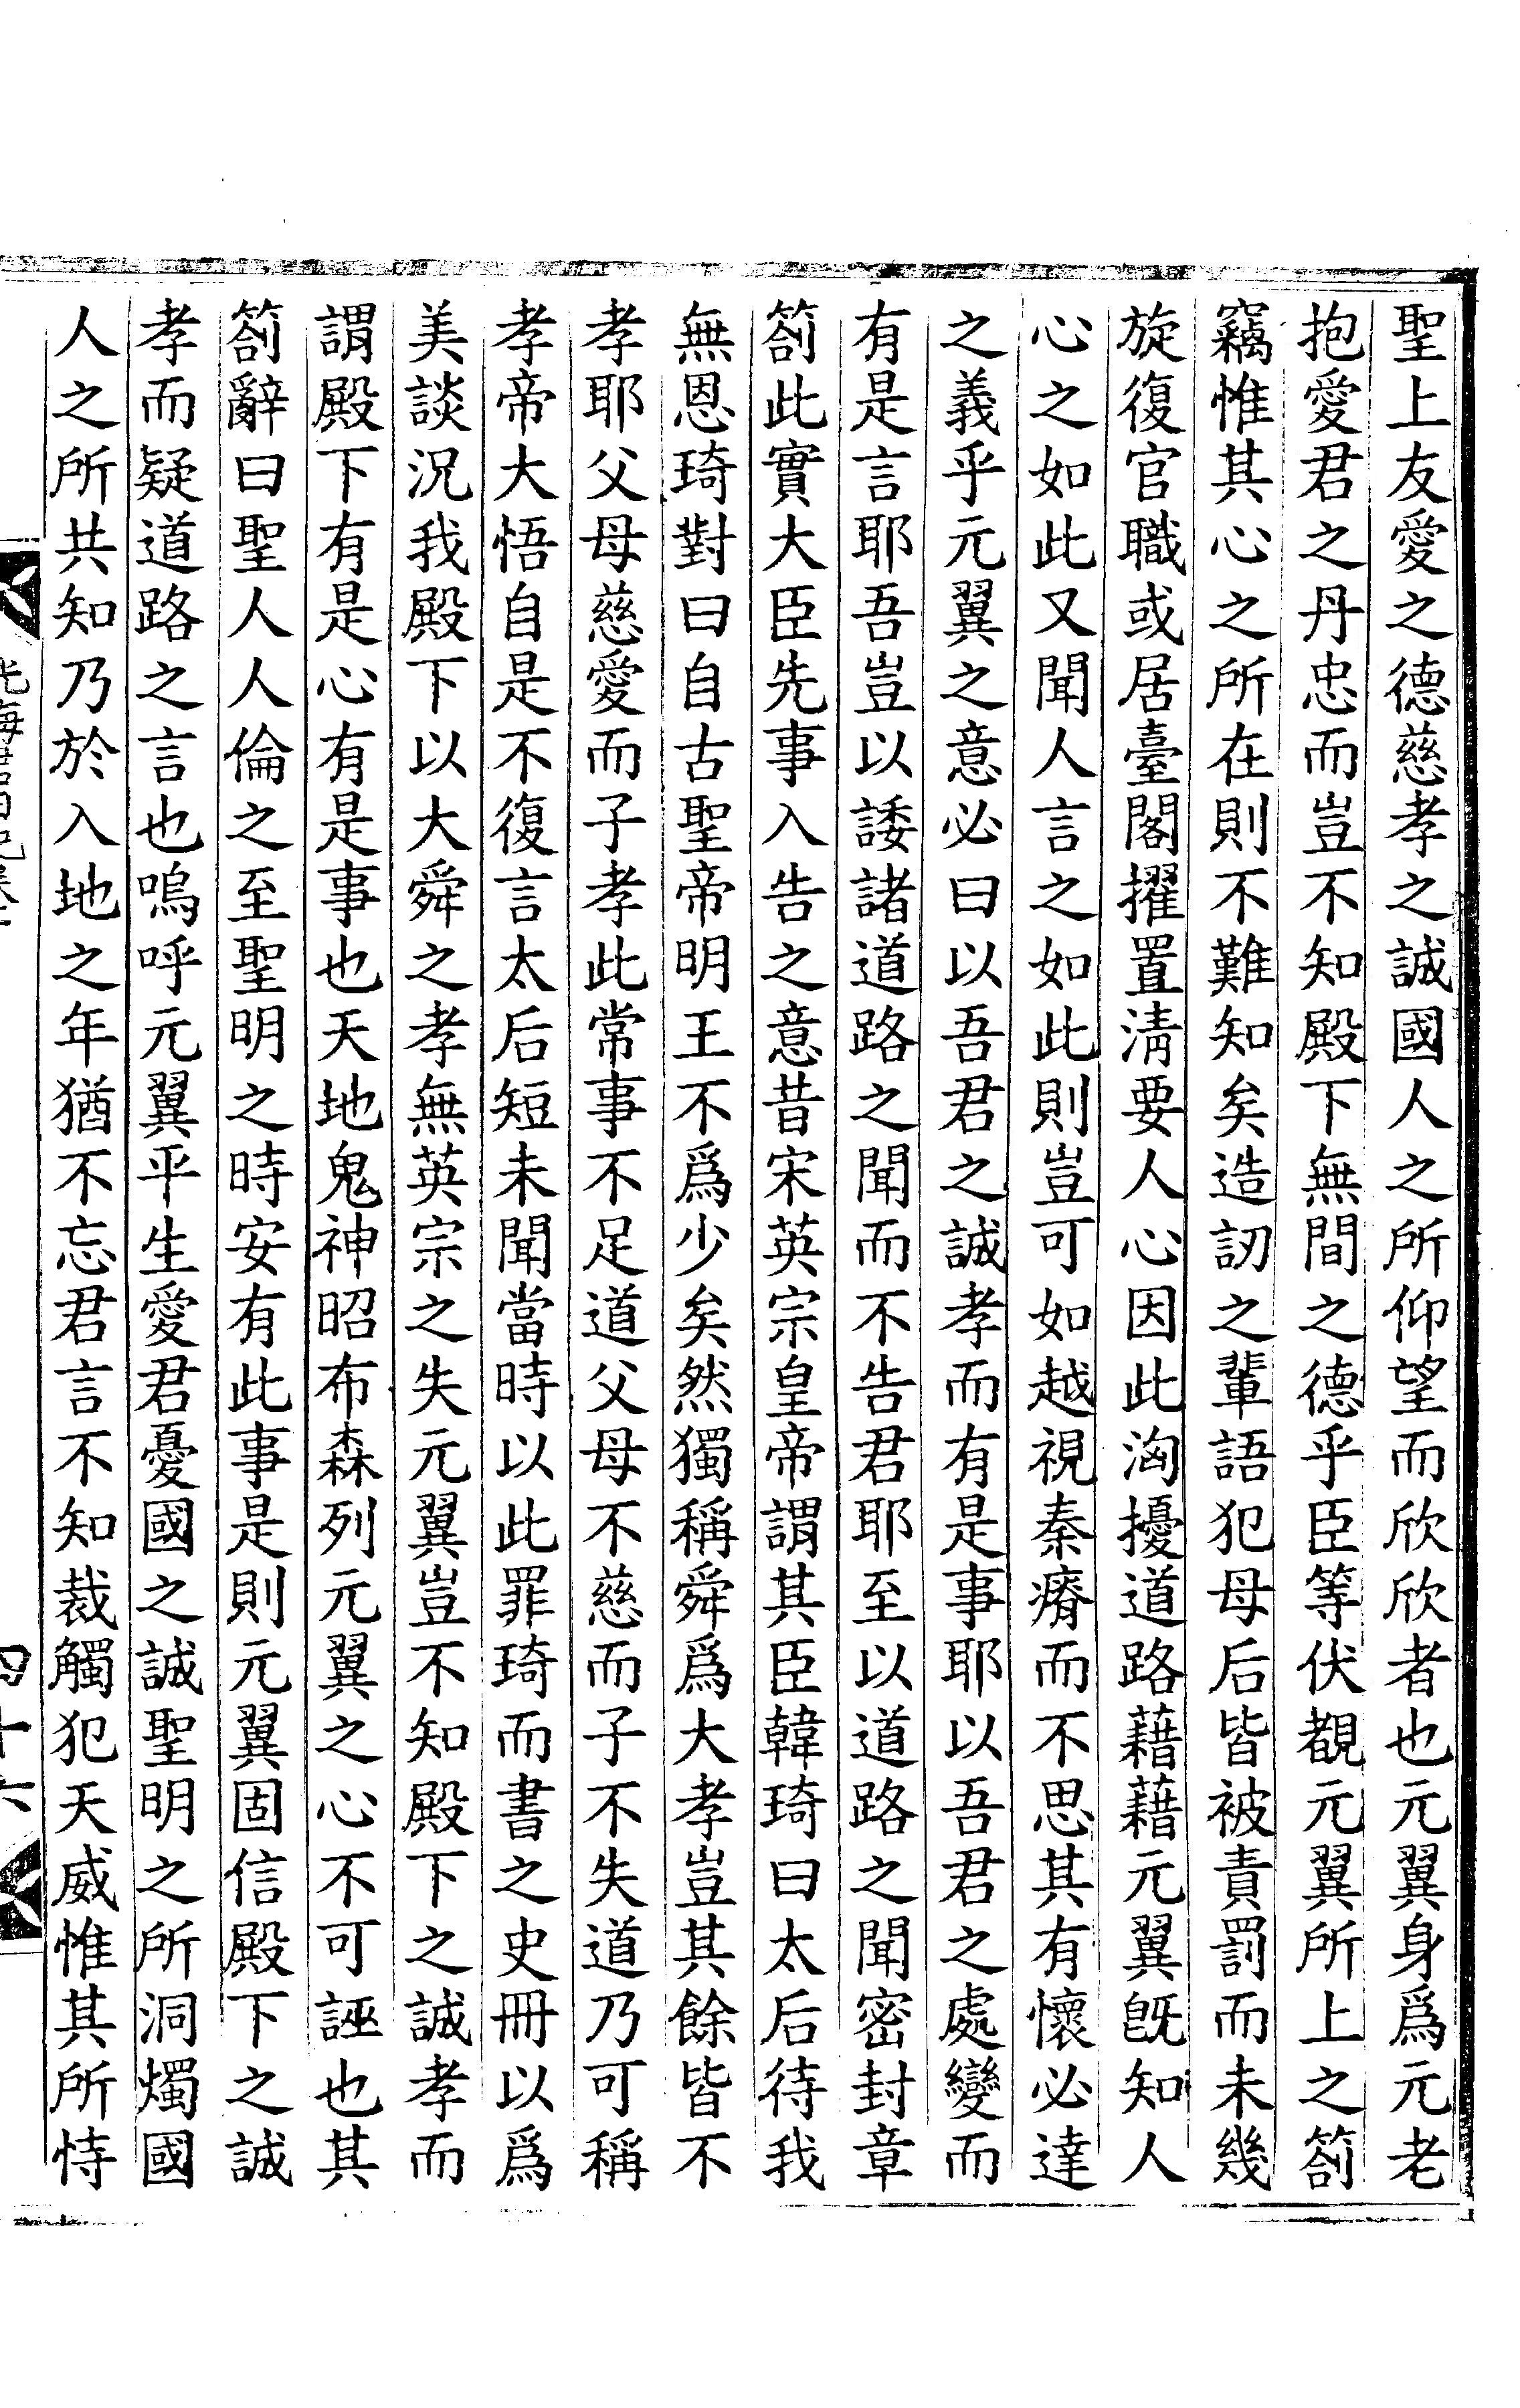 聖上友愛之德慈孝之誠國人之所仰望而欣欣者也元翼身爲元老
抱愛君之丹忠而豈不知殿下無間之德乎臣等伏覩元翼所上之箚
竊惟其心之所在則不難知矣造訒之輩語犯母后皆被責罰而未幾
旋復官職或居臺閣擢置淸要人心因此洶擾道路藉藉元翼旣知人
心之如此又聞人言之如此則豈可如越視秦瘠而不思其有懷必達
之義乎元翼之意必曰以吾君之誠孝而有是事耶以吾君之處變而
有是言耶吾豈以諉諸道路之聞而不告君耶至以道路之聞密封章
箚此實大臣先事入告之意昔宋英宗皇帝謂其臣韓琦曰太后待我
無恩琦對曰自古聖帝明王不爲少矣然獨稱舜爲大孝豈其餘皆不
孝耶父母慈愛而子孝此常事不足道父母不慈而子不失道乃可稱
孝帝大悟自是不復言太后短未聞當時以此罪琦而書之史冊以爲
美談況我殿下以大舜之孝無英宗之失元翼豈不知殿下之誠孝而
謂殿下有是心有是事也天地鬼神昭布森列元翼之心不可誣也其
箚辭曰聖人人倫之至聖明之時安有此事是則元翼固信殿下之誠
孝而疑道路之言也嗚呼元翼平生愛君憂國之誠聖明之所洞燭國
人之所共知乃於入地之年猶不忘君言不知裁觸犯天威惟其所恃
四十六